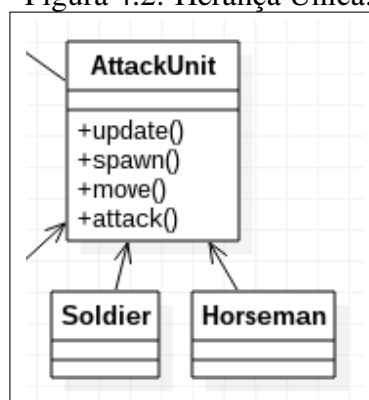 Figura 4.2: Herança Única.
AttackUnit
+update()
+spawn()
+move()
+attack()
Soldier
Horseman